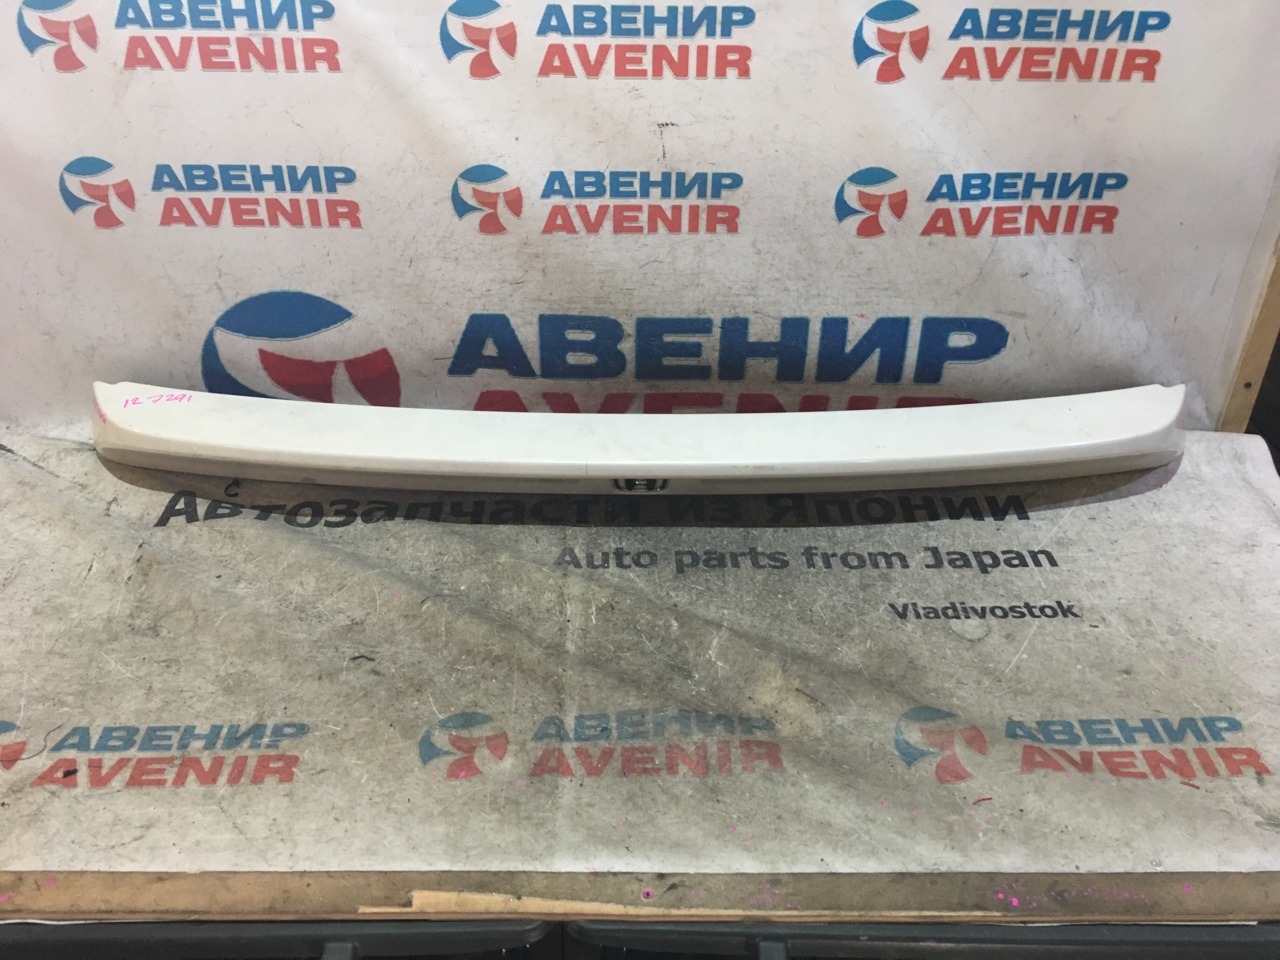 АВЕНИР АВЕНИР АВЕНИР
AVENIR AVENIR AVENIR
АВЕНИР АВЕНИР АВЕНИР
AVENIR AVENIR AVENIR
АВЕНИР
AVENIR
12 7291
Автозапчасти из Японии
Auto parts from Japan
Vladivostok
АВЕНИР АВЕНИР АВЕНИР
AVENIR AVENIR AVENIR